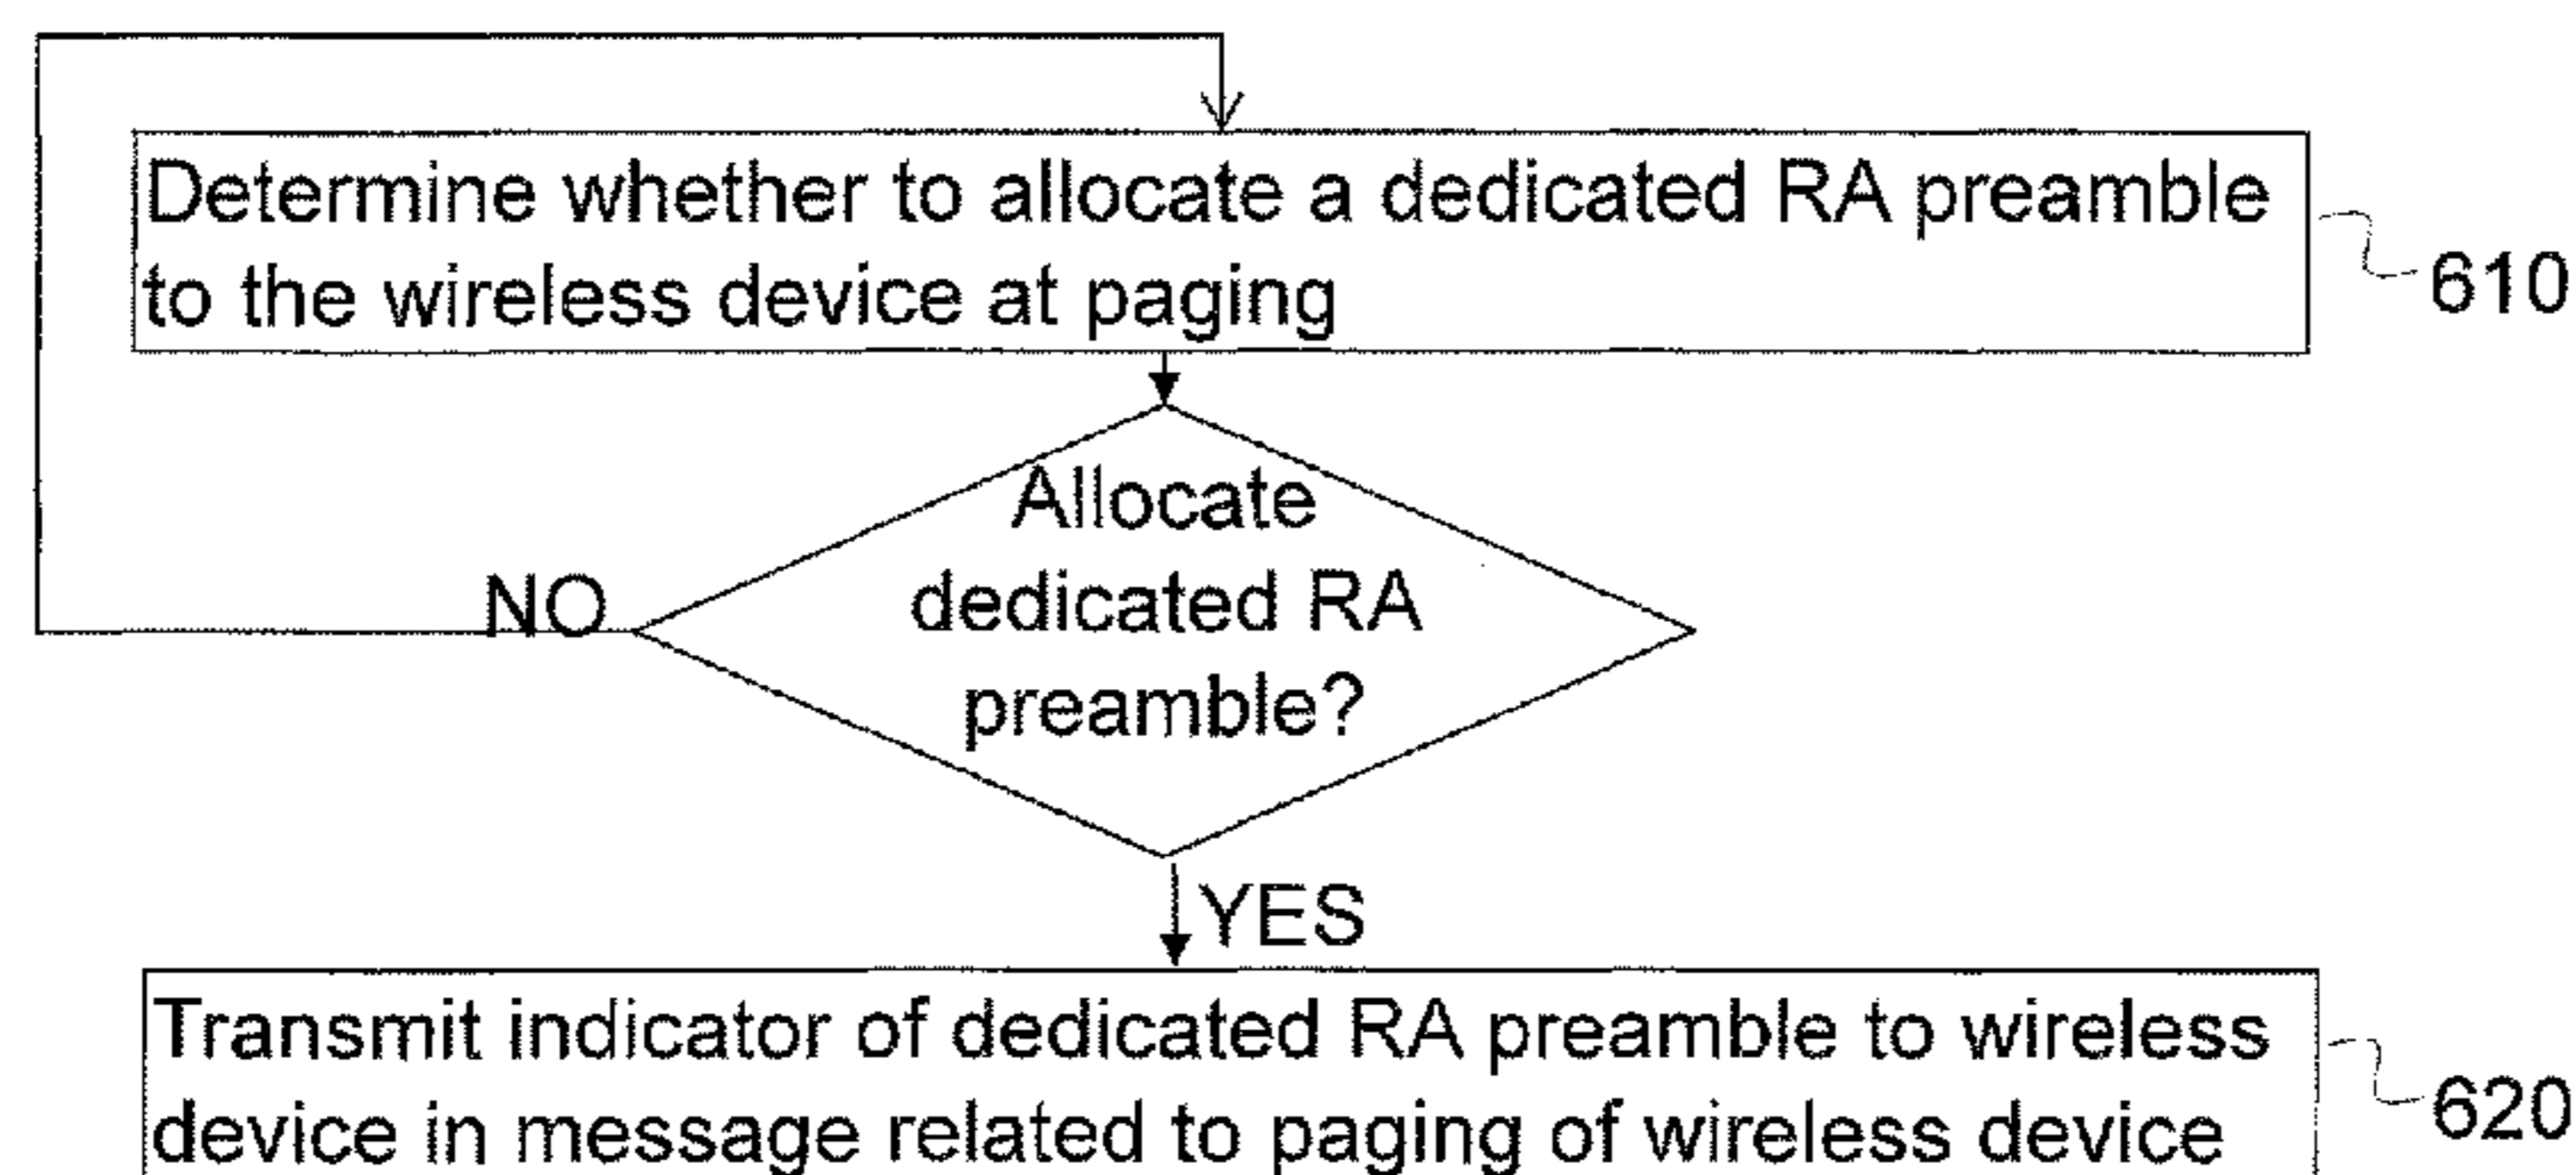 Determine whether to allocate a dedicated RA preamble
to the wireless device at paging
610
Allocate
dedicated RA
preamble?
NO
YES
Transmit indicator of dedicated RA preamble to wireless
device in message related to paging of wireless device
620